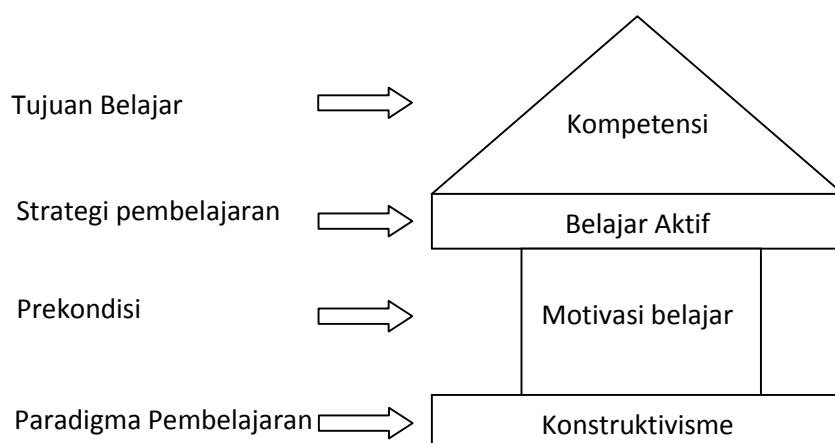 Tujuan Belajar
Kompetensi
Strategi pembelajaran
Belajar Aktif
Prekondisi
Motivasi belajar
Paradigma Pembelajaran
Konstruktivisme